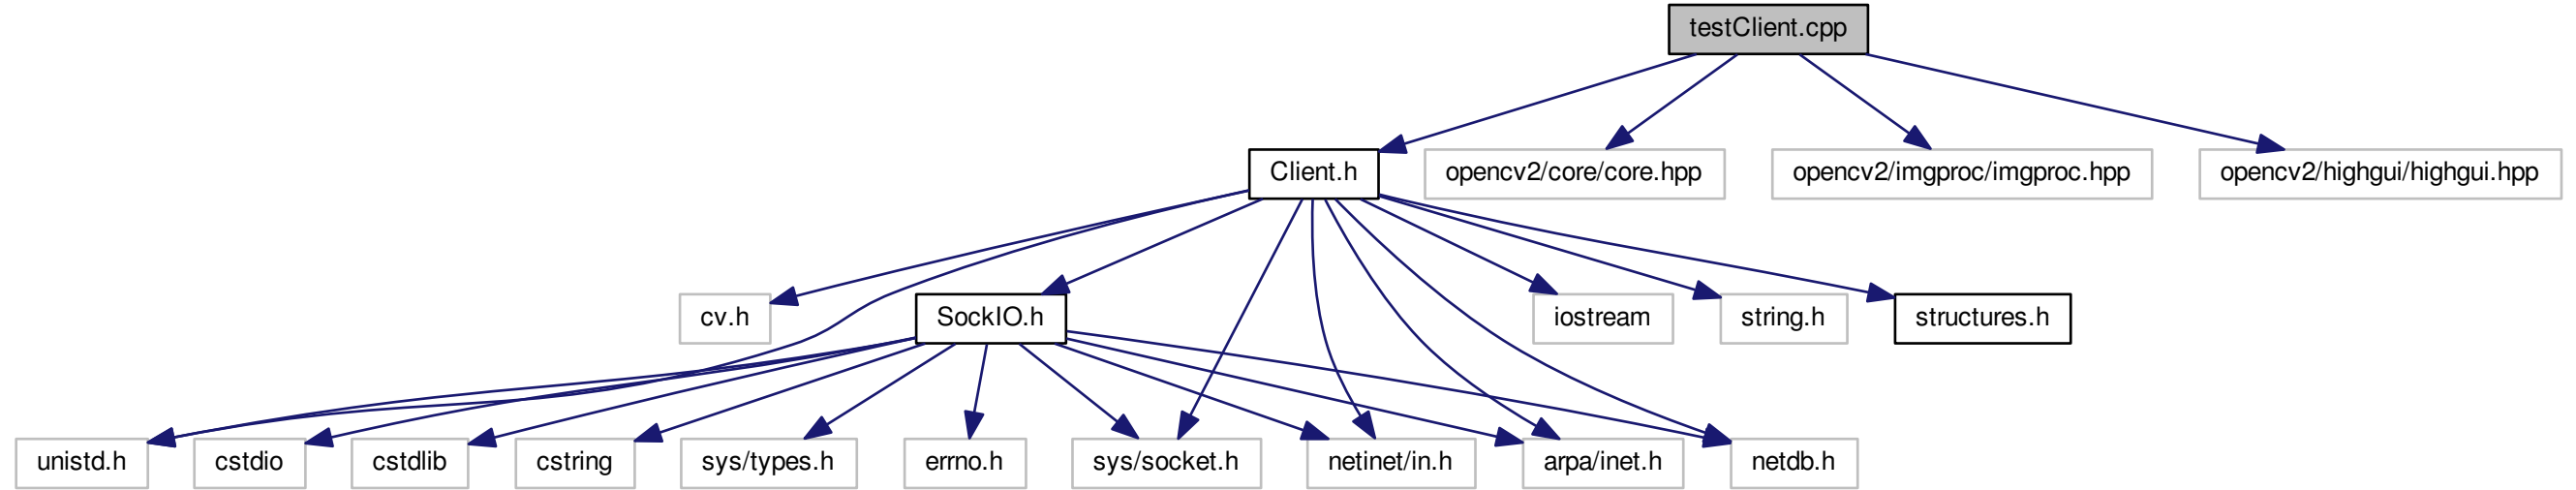 testClient.cpp
Client.h
opencv2/core/core.hpp
opencv2/imgproc/imgproc.hpp
opencv2/highgui/highgui.hpp
cv.h
SockIO.h
iostream
string.h
structures.h
unistd.h
cstdio
cstdlib
cstring
sys/types.h
errno.h
sys/socket.h
netinet/in.h
arpa/inet.h
netdb.h